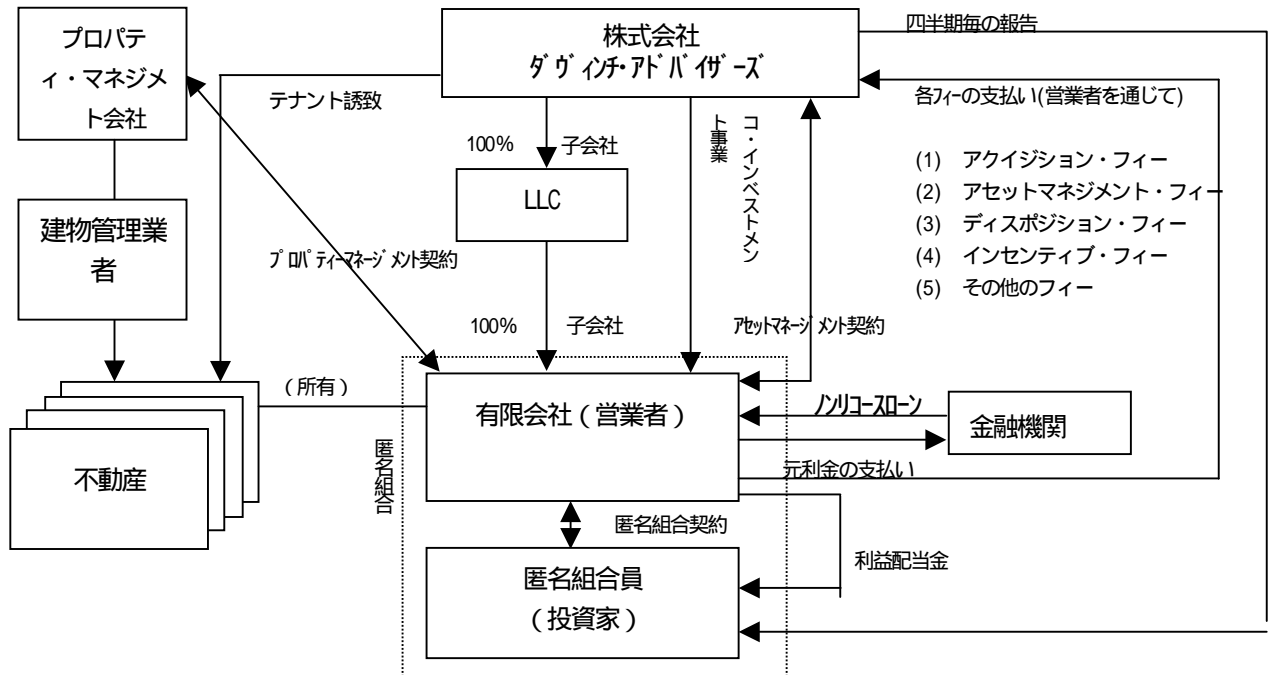 プロパテ
ィ・マネジメン
ト会社
株式会社
ダヴィンチ・アドバイザーズ
四半期毎の報告
テナント誘致
各フィーの支払い(営業者を通じて)
100%
子会社
コ・インベストメン
ト事業
LLC
(1) アクイジション・フィー
(2) アセットマネジメント・フィー
(3) ディスポジション・フィー
(4) インセンティブ・フィー
(5) その他のフィー
建物管理業
者
プロパティーマネージメント契約
100%
子会社
アセットマネージメント契約
(所有)
有限会社(営業者)
ノンリコースローン
金融機関
匿名組合
不動産
元利金の支払い
匿名組合契約
利益配当金
匿名組合員
(投資家)